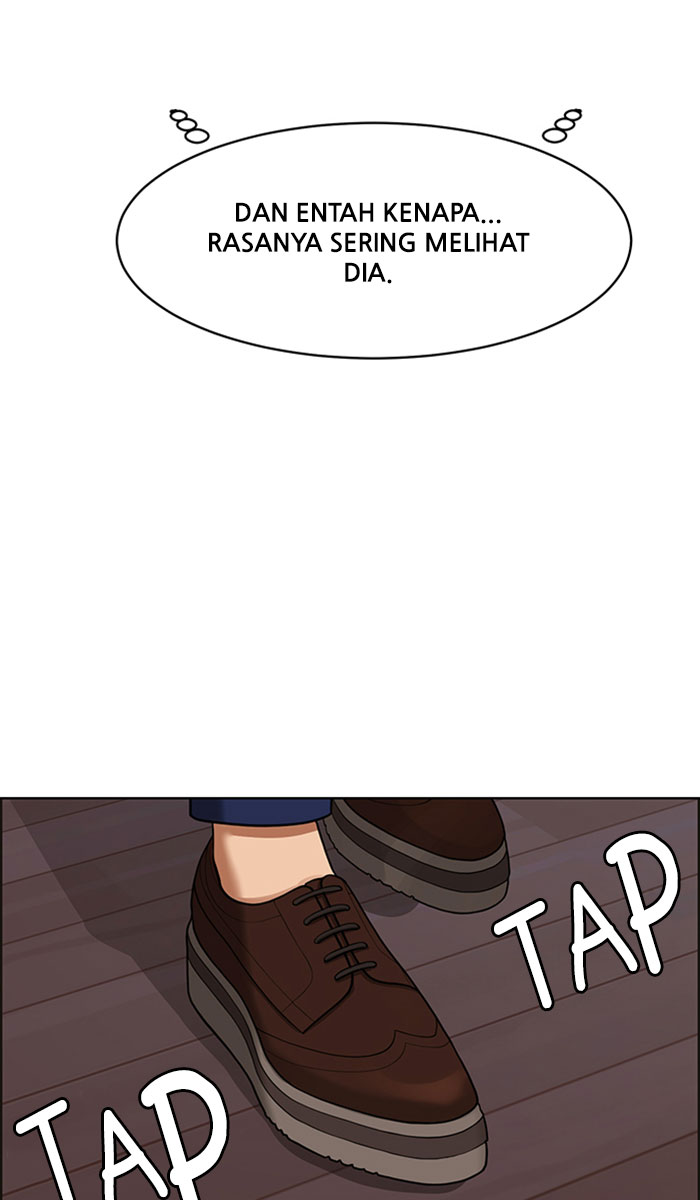 DAN ENTAH KENAPA...
RASANYA SERING MELIHAT
DIA.
TAP
TAP